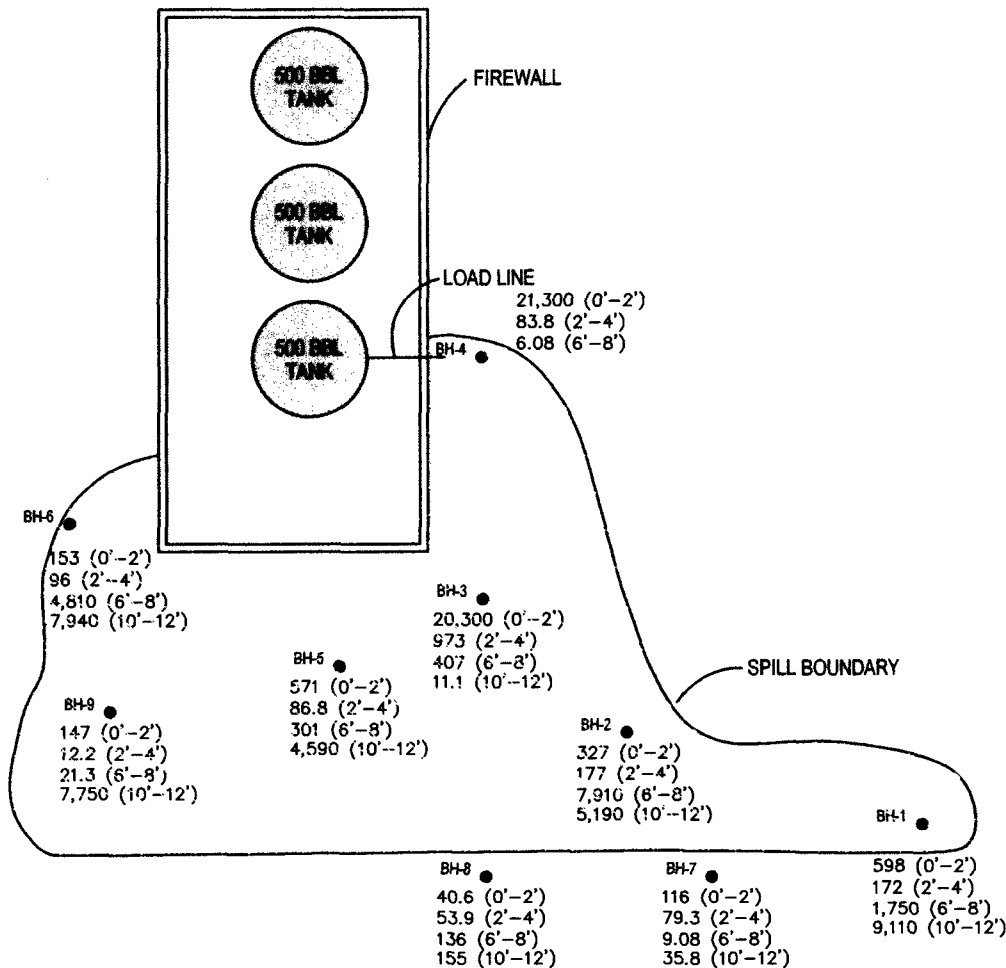 500 BBL
TANK
FIREWALL
500 BBL
TANK
LOAD LINE
21,300 (0'-2')
83.8 (2'-4')
6.08 (6'-8')
BH-4
500 BBL
TANK
BH-6
153 (0'-2')
96 (2'-4')
4,810 (6'-8')
7,940 (10'-12')
BH-3
20,300 (0'-2')
973 (2'-4')
407 (6'-8')
11.1 (10'-12')
BH-5
571 (0'-2')
86.8 (2'-4')
301 (6'-8')
4,590 (10'-12')
SPILL BOUNDARY
BH-9
147 (0'-2')
12.2 (2'-4')
21.3 (6'-8')
7,750 (10'-12')
BH-2
327 (0'-2')
177 (2'-4')
7,910 (6'-8')
5,190 (10'-12')
BH-1
598 (0'-2')
172 (2'-4')
1,750 (6'-8')
9,110 (10'-12')
BH-8
40.6 (0'-2')
53.9 (2'-4')
136 (6'-8')
155 (10'-12')
BH-7
116 (0'-2')
79.3 (2'-4')
9.08 (6'-8')
35.8 (10'-12')